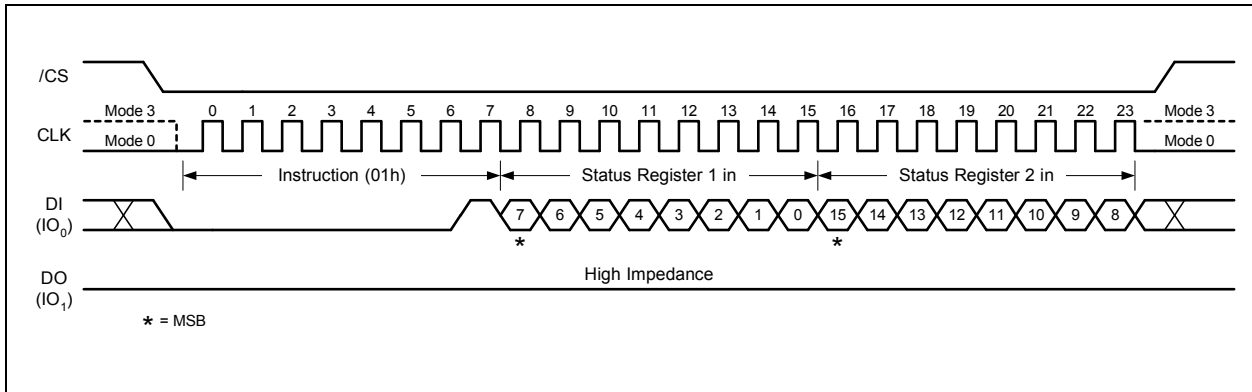 /CS
Mode 3 0 1 2 3 4 5 6 7 8 9 10 11 12 13 14 15 16 17 18 19 20 21 22 23 Mode 3
CLK
Mode 0 Mode 0
Instruction (01h) Status Register 1 in Status Register 2 in
DI
(IO0) 7 6 5 4 3 2 1 0 15 14 13 12 11 10 9 8
* *
DO High Impedance
(IO1)
* = MSB